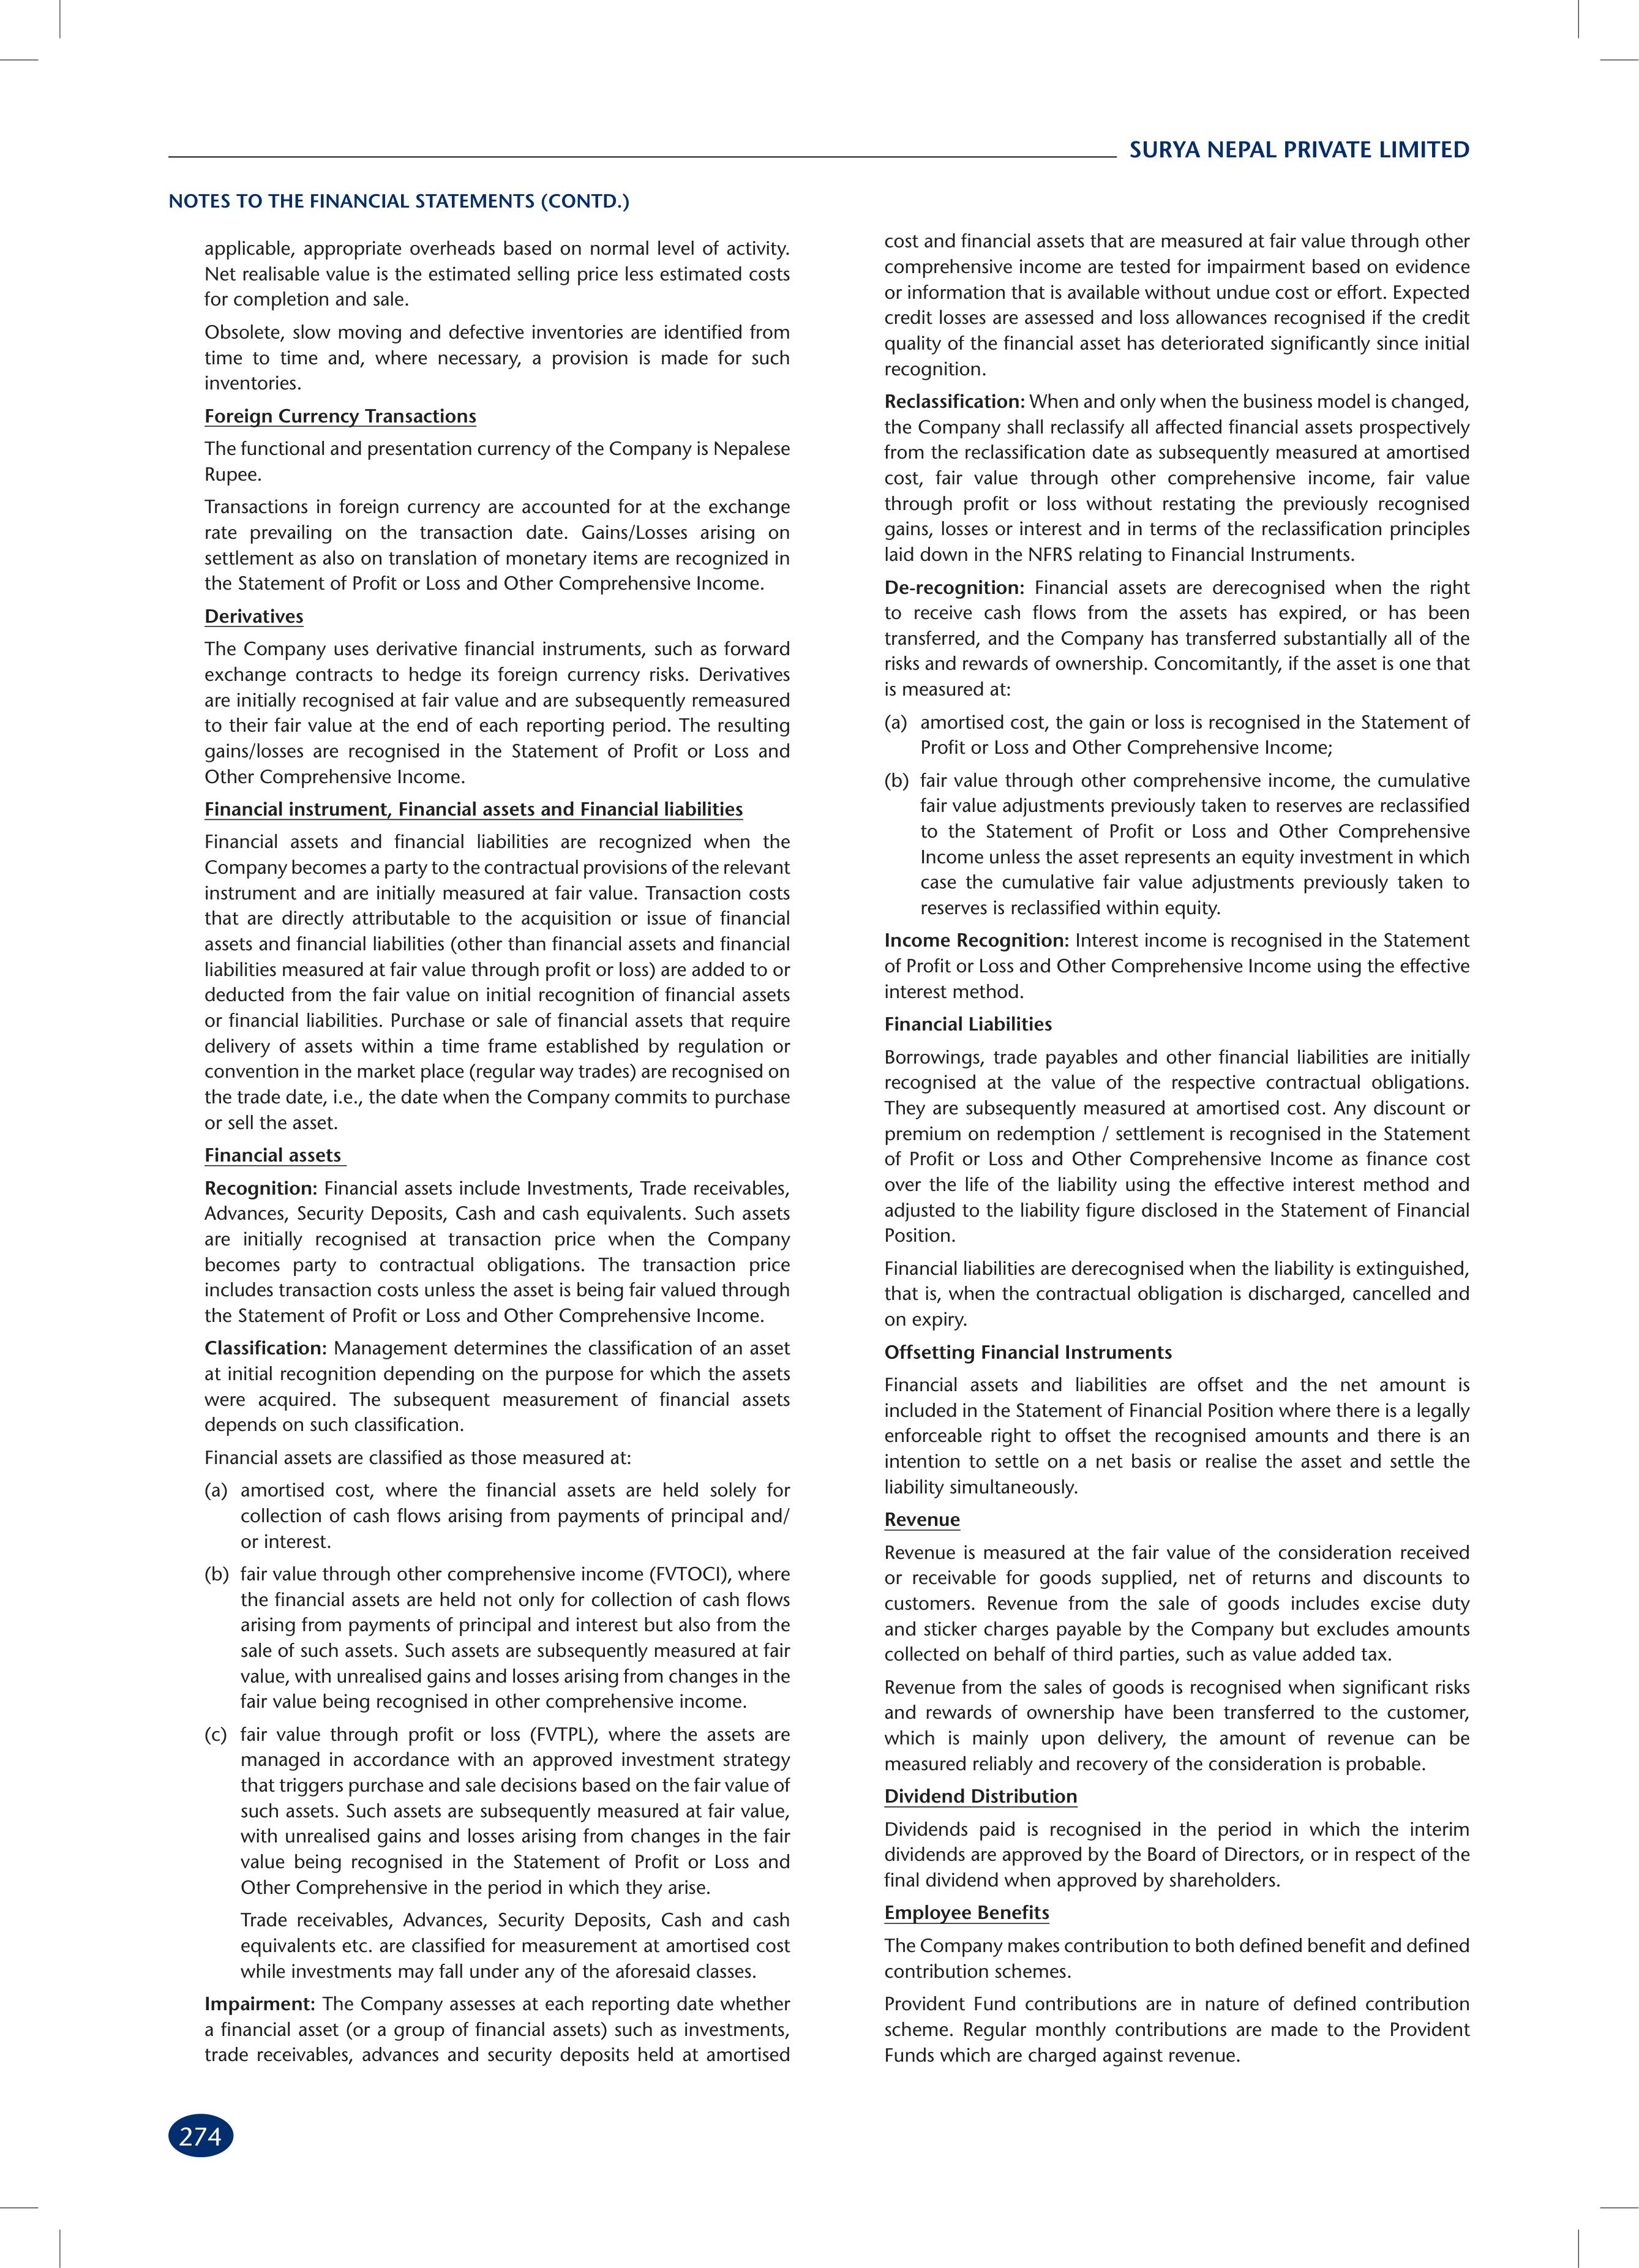 SURYA NEPAL PRIVATE LIMITED
NOTES TO THE FINANCIAL STATEMENTS (CONTD.)
applicable, appropriate overheads based on normal level of activity.
Net realisable value is the estimated selling price less estimated costs
for completion and sale.
Obsolete, slow moving and defective inventories are identified from
time to time and, where necessary, a provision is made for such
inventories.
Foreign Currency Transactions
The functional and presentation currency of the Company is Nepalese
Rupee.
Transactions in foreign currency are accounted for at the exchange
rate prevailing on the transaction date. Gains/Losses arising on
settlement as also on translation of monetary items are recognized in
the Statement of Profit or Loss and Other Comprehensive Income.
Derivatives
The Company uses derivative financial instruments, such as forward
exchange contracts to hedge its foreign currency risks. Derivatives
are initially recognised at fair value and are subsequently remeasured
to their fair value at the end of each reporting period. The resulting
gains/losses are recognised in the Statement of Profit or Loss and
Other Comprehensive Income.
Financial instrument, Financial assets and Financial liabilities
Financial assets and financial liabilities are recognized when the
Company becomes a party to the contractual provisions of the relevant
instrument and are initially measured at fair value. Transaction costs
that are directly attributable to the acquisition or issue of financial
assets and financial liabilities (other than financial assets and financial
liabilities measured at fair value through profit or loss) are added to or
deducted from the fair value on initial recognition of financial assets
or financial liabilities. Purchase or sale of financial assets that require
delivery of assets within a time frame established by regulation or
convention in the market place (regular way trades) are recognised on
the trade date, i.e., the date when the Company commits to purchase
or sell the asset.
Financial assets
Recognition: Financial assets include Investments, Trade receivables,
Advances, Security Deposits, Cash and cash equivalents. Such assets
are initially recognised at transaction price when the Company
becomes party to contractual obligations. The transaction price
includes transaction costs unless the asset is being fair valued through
the Statement of Profit or Loss and Other Comprehensive Income.
Classification: Management determines the classification of an asset
at initial recognition depending on the purpose for which the assets
were acquired. The subsequent measurement of financial assets
depends on such classification.
Financial assets are classified as those measured at:
(a) amortised cost, where the financial assets are held solely for
collection of cash flows arising from payments of principal and/
or interest.
(b) fair value through other comprehensive income (FVTOCI), where
the financial assets are held not only for collection of cash flows
arising from payments of principal and interest but also from the
sale of such assets. Such assets are subsequently measured at fair
value, with unrealised gains and losses arising from changes in the
fair value being recognised in other comprehensive income.
(c) fair value through profit or loss (FVTPL), where the assets are
managed in accordance with an approved investment strategy
that triggers purchase and sale decisions based on the fair value of
such assets. Such assets are subsequently measured at fair value,
with unrealised gains and losses arising from changes in the fair
value being recognised in the Statement of Profit or Loss and
Other Comprehensive in the period in which they arise.
Trade receivables, Advances, Security Deposits, Cash and cash
equivalents etc. are classified for measurement at amortised cost
while investments may fall under any of the aforesaid classes.
Impairment: The Company assesses at each reporting date whether
a financial asset (or a group of financial assets) such as investments,
trade receivables, advances and security deposits held at amortised
cost and financial assets that are measured at fair value through other
comprehensive income are tested for impairment based on evidence
or information that is available without undue cost or effort. Expected
credit losses are assessed and loss allowances recognised if the credit
quality of the financial asset has deteriorated significantly since initial
recognition.
Reclassification: When and only when the business model is changed,
the Company shall reclassify all affected financial assets prospectively
from the reclassification date as subsequently measured at amortised
cost, fair value through other comprehensive income, fair value
through profit or loss without restating the previously recognised
gains, losses or interest and in terms of the reclassification principles
laid down in the NFRS relating to Financial Instruments.
De-recognition: Financial assets are derecognised when the right
to receive cash flows from the assets has expired, or has been
transferred, and the Company has transferred substantially all of the
risks and rewards of ownership. Concomitantly, if the asset is one that
is measured at:
(a) amortised cost, the gain or loss is recognised in the Statement of
Profit or Loss and Other Comprehensive Income;
(b) fair value through other comprehensive income, the cumulative
fair value adjustments previously taken to reserves are reclassified
to the Statement of Profit or Loss and Other Comprehensive
Income unless the asset represents an equity investment in which
case the cumulative fair value adjustments previously taken to
reserves is reclassified within equity.
Income Recognition: Interest income is recognised in the Statement
of Profit or Loss and Other Comprehensive Income using the effective
interest method.
Financial Liabilities
Borrowings, trade payables and other financial liabilities are initially
recognised at the value of the respective contractual obligations.
They are subsequently measured at amortised cost. Any discount or
premium on redemption / settlement is recognised in the Statement
of Profit or Loss and Other Comprehensive Income as finance cost
over the life of the liability using the effective interest method and
adjusted to the liability figure disclosed in the Statement of Financial
Position.
Financial liabilities are derecognised when the liability is extinguished,
that is, when the contractual obligation is discharged, cancelled and
on expiry.
Offsetting Financial Instruments
Financial assets and liabilities are offset and the net amount is
included in the Statement of Financial Position where there is a legally
enforceable right to offset the recognised amounts and there is an
intention to settle on a net basis or realise the asset and settle the
liability simultaneously.
Revenue
Revenue is measured at the fair value of the consideration received
or receivable for goods supplied, net of returns and discounts to
customers. Revenue from the sale of goods includes excise duty
and sticker charges payable by the Company but excludes amounts
collected on behalf of third parties, such as value added tax.
Revenue from the sales of goods is recognised when significant risks
and rewards of ownership have been transferred to the customer,
which is mainly upon delivery, the amount of revenue can be
measured reliably and recovery of the consideration is probable.
Dividend Distribution
Dividends paid is recognised in the period in which the interim
dividends are approved by the Board of Directors, or in respect of the
final dividend when approved by shareholders.
Employee Benefits
The Company makes contribution to both defined benefit and defined
contribution schemes.
Provident Fund contributions are in nature of defined contribution
scheme. Regular monthly contributions are made to the Provident
Funds which are charged against revenue.
274